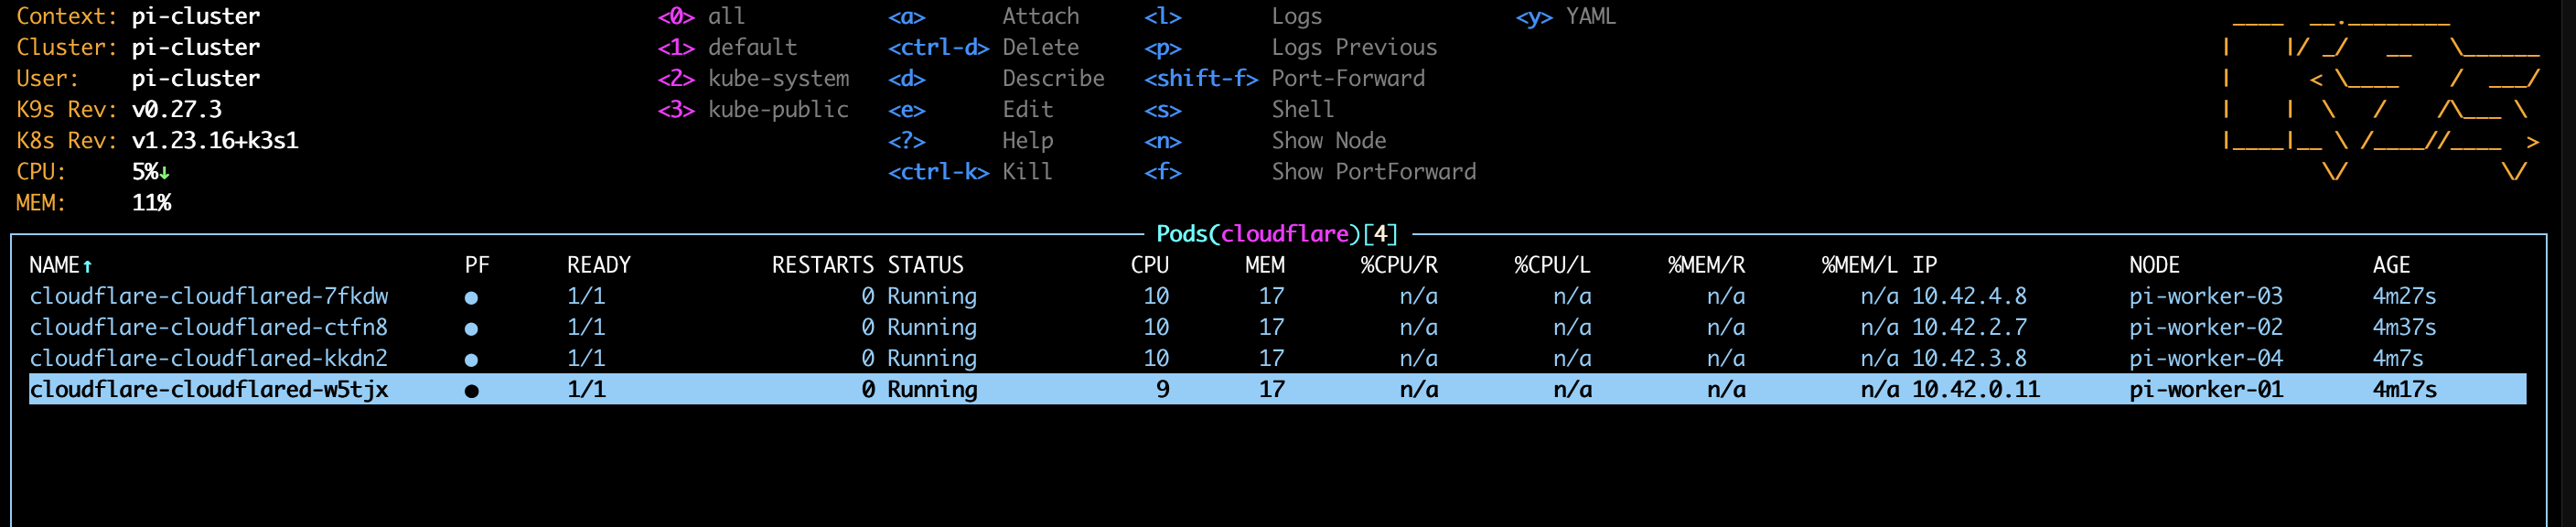 Context: pi-cluster <0> all <a> Attach <l> Logs <y> YAML
Cluster: pi-cluster <1> default <ctrl-d> Delete <p> Logs Previous
User: pi-cluster <2> kube-system <d> Describe <shift-f> Port-Forward
K9s Rev: v0.27.3 <3> kube-public <e> Edit <s> Shell
K8s Rev: v1.23.16+k3s1 <?> Help <n> Show Node
CPU: 5%↓ <ctrl-k> Kill <f> Show PortForward
MEM: 11%
Pods(cloudflare)[4]
NAME↑ PF READY RESTARTS STATUS CPU MEM %CPU/R %CPU/L %MEM/R %MEM/L IP NODE AGE
cloudflare-cloudflared-7fkdw ● 1/1 0 Running 10 17 n/a n/a n/a n/a 10.42.4.8 pi-worker-03 4m27s
cloudflare-cloudflared-ctfn8 ● 1/1 0 Running 10 17 n/a n/a n/a n/a 10.42.2.7 pi-worker-02 4m37s
cloudflare-cloudflared-kkdn2 ● 1/1 0 Running 10 17 n/a n/a n/a n/a 10.42.3.8 pi-worker-04 4m7s
cloudflare-cloudflared-w5tjx ● 1/1 0 Running 9 17 n/a n/a n/a n/a 10.42.0.11 pi-worker-01 4m17s